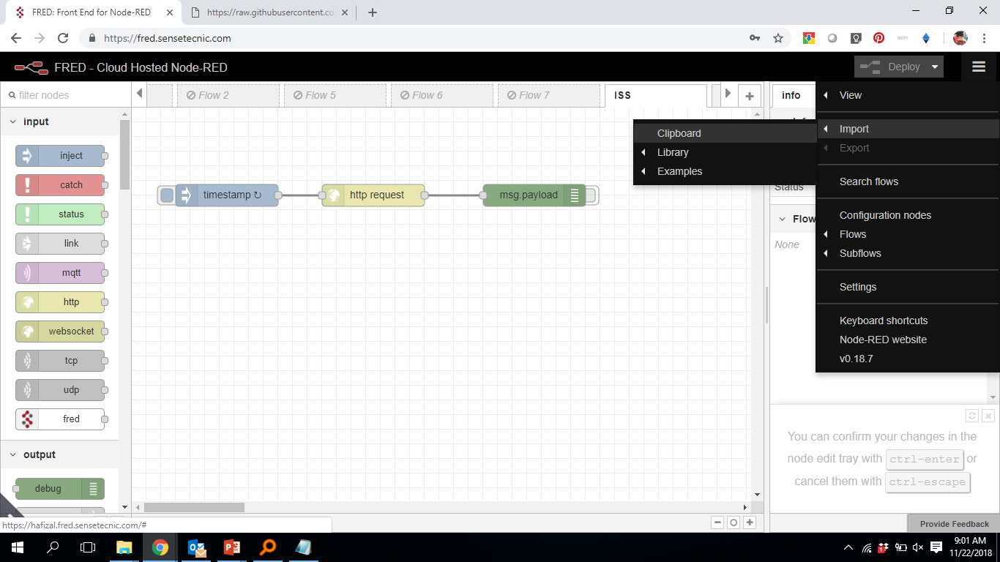 FRED: Front End for Node-RED
https://raw.githubusercontent.co
https://fred.sensetecnic.com
FRED - Cloud Hosted Node-RED
Deploy
filter nodes
Flow 2
Flow 5
Flow 6
Flow 7
ISS
info
View
input
Import
Clipboard
Export
Library
inject
Examples
Search flows
catch
Status
timestamp ↻
http request
msg.payload
status
Configuration nodes
Flow
link
Flows
None
Subflows
mqtt
Settings
http
Keyboard shortcuts
websocket
Node-RED website
tcp
v0.18.7
udp
fred
You can confirm your changes in the
output
node edit tray with ctrl-enter or
debug
cancel them with ctrl-escape
https://hafizal.fred.sensetecnic.com/#
Provide Feedback
9:01 AM
11/22/2018